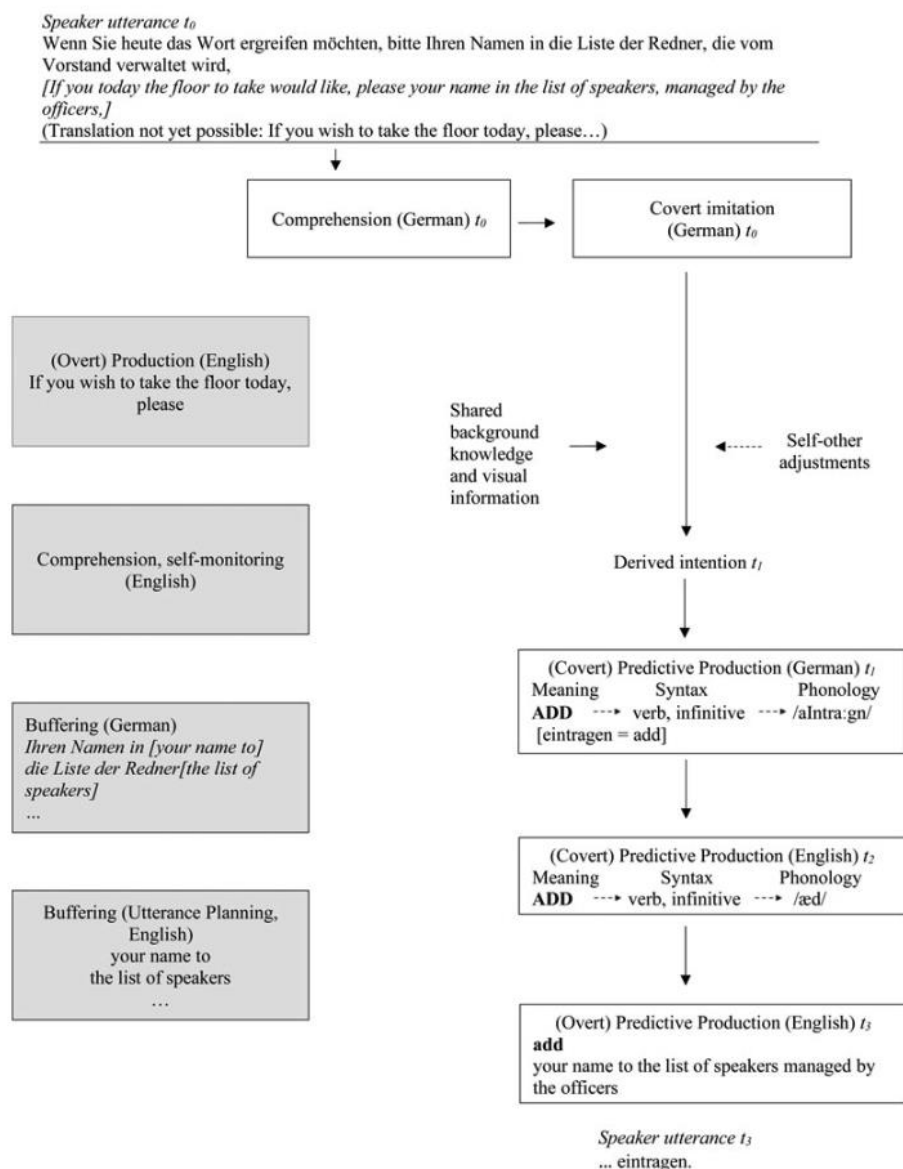 Speaker utterance t0
Wenn Sie heute das Wort ergreifen möchten, bitte Ihren Namen in die Liste der Redner, die vom
Vorstand verwaltet wird,
[If you today the floor to take would like, please your name in the list of speakers, managed by the
officers,]
(Translation not yet possible: If you wish to take the floor today, please…)
Comprehension (German) t0
Covert imitation
(German) t0
(Overt) Production (English)
If you wish to take the floor today,
please
Shared
background
knowledge
and visual
information
Self-other
adjustments
Comprehension, self-monitoring
(English)
Derived intention t1
(Covert) Predictive Production (German) t1
Meaning Syntax Phonology
ADD verb, infinitive /aIntra:gn/
[eintragen = add]
Buffering (German)
Ihren Namen in [your name to]
die Liste der Redner[the list of
speakers]
…
(Covert) Predictive Production (English) t2
Meaning Syntax Phonology
ADD verb, infinitive /æd/
Buffering (Utterance Planning,
English)
your name to
the list of speakers
…
(Overt) Predictive Production (English) t3
add
your name to the list of speakers managed by
the officers
Speaker utterance t3
... eintragen.